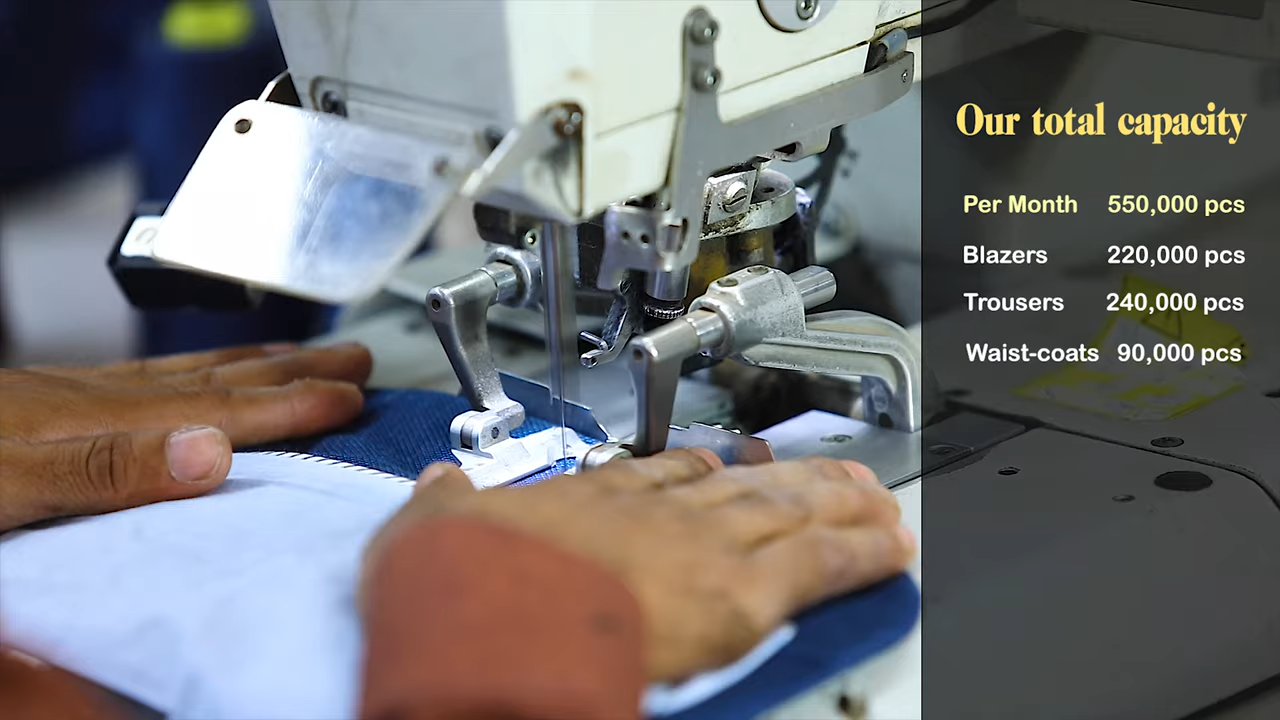 Our total capacity
Per Month 550,000 pcs
Blazers 220,000 pcs
Trousers 240,000 pcs
Waist-coats 90,000 pcs